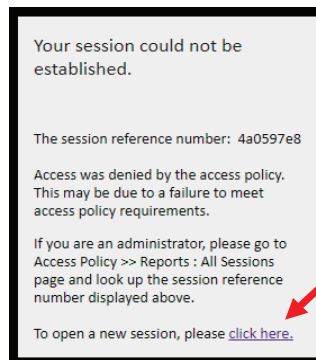 Your session could not be
established.
The session reference number: 4a0597e8
Access was denied by the access policy.
This may be due to a failure to meet
access policy requirements.
If you are an administrator, please go to
Access Policy >> Reports : All Sessions
page and look up the session reference
number displayed above.
To open a new session, please click here.